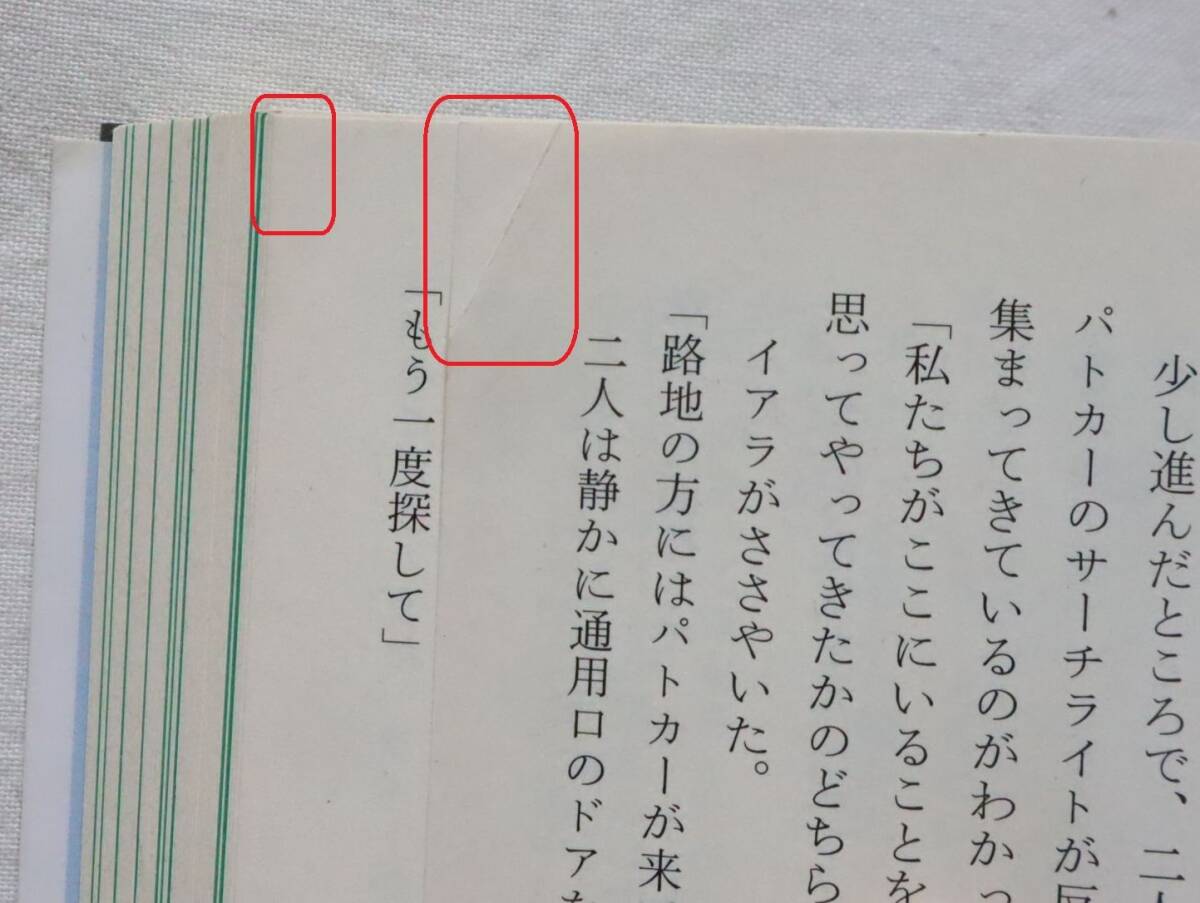 少し進んだところで、二人
パトカーのサーチライトが反
集まってきているのがわかっ
「私たちがここにいることを
思ってやってきたかのどちら
イアラがささやいた。
「路地の方にはパトカーが来
二人は静かに通用口のドア
「もう一度探して」